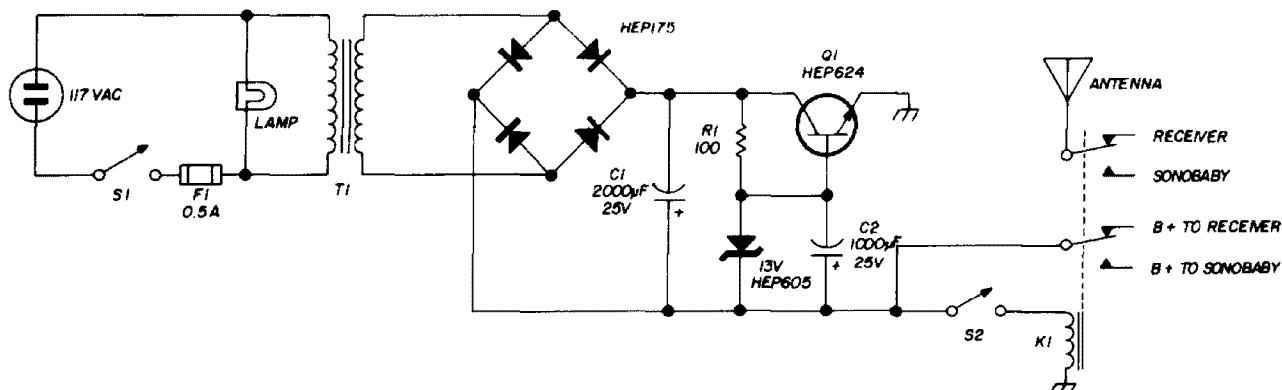 HEP175
Q1
HEP624
117 VAC
LAMP
S1
F1
0.5A
T1
C1
2000µF
25V
+
R1
100
13V
HEP605
C2
1000µF
25V
+
ANTENNA
RECEIVER
SONOBABY
B + TO RECEIVER
B + TO SONOBABY
S2
K1